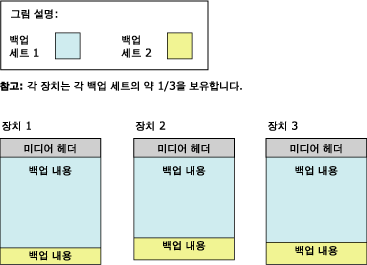 그림 설명:
백업
세트 1
백업
세트 2
참고: 각 장치는 각 백업 세트의 약 1/3을 보유합니다.
장치 1
장치 2
장치 3
미디어 헤더
미디어 헤더
미디어 헤더
백업 내용
백업 내용
백업 내용
백업 내용
백업 내용
백업 내용